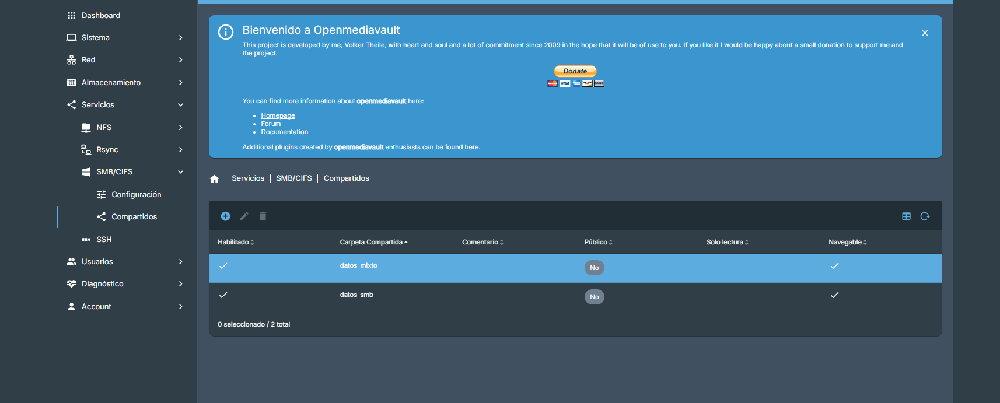 Dashboard
Sistema
Red
Almacenamiento
Servicios
NFS
Rsync
SMB/CIFS
Configuración
Compartidos
SSH SSH
Usuarios
Diagnóstico
Account
Bienvenido a Openmediavault
This project is developed by me, Volker Theile, with heart and soul and a lot of commitment since 2009 in the hope that it will be of use to you. If you like it I would be happy about a small donation to support me and
the project.
Donate
VISA BANK
You can find more information about openmediavault here:
Homepage
Forum
Documentation
Additional plugins created by openmediavault enthusiasts can be found here.
Servicios | SMB/CIFS | Compartidos
Habilitado Carpeta Compartida Comentario Público Solo lectura Navegable
datos_mixto No
datos_smb No
0 seleccionado / 2 total